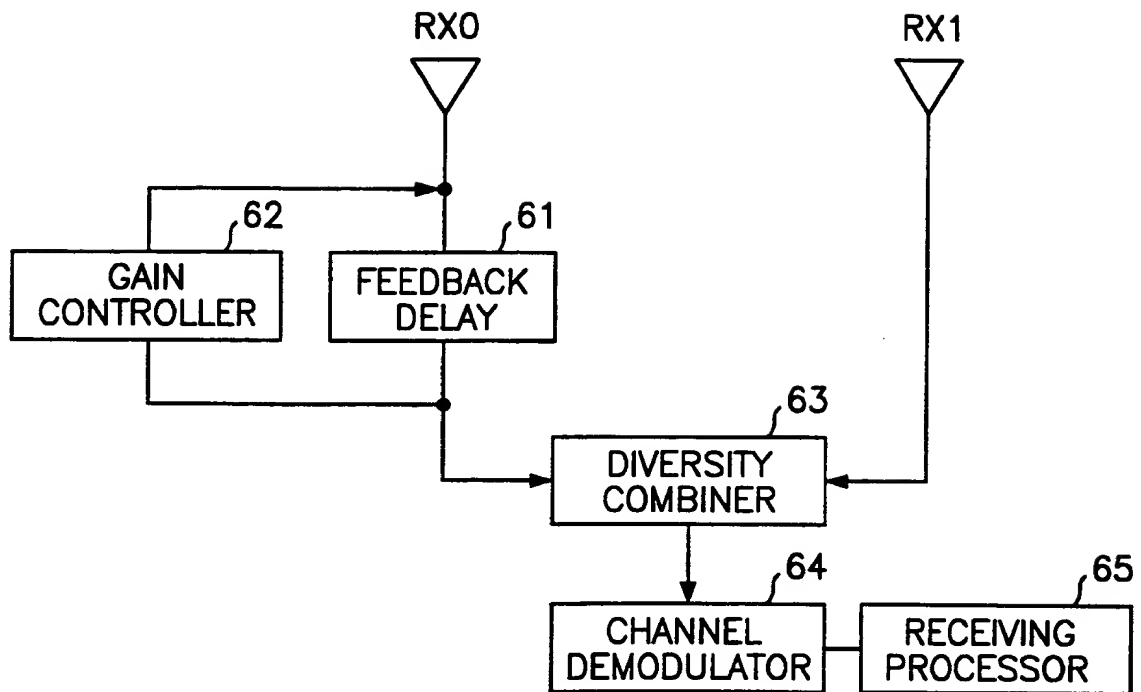 RX0
RX1
62
61
GAIN
CONTROLLER
FEEDBACK
DELAY
63
DIVERSITY
COMBINER
64
65
CHANNEL
DEMODULATOR
RECEIVING
PROCESSOR